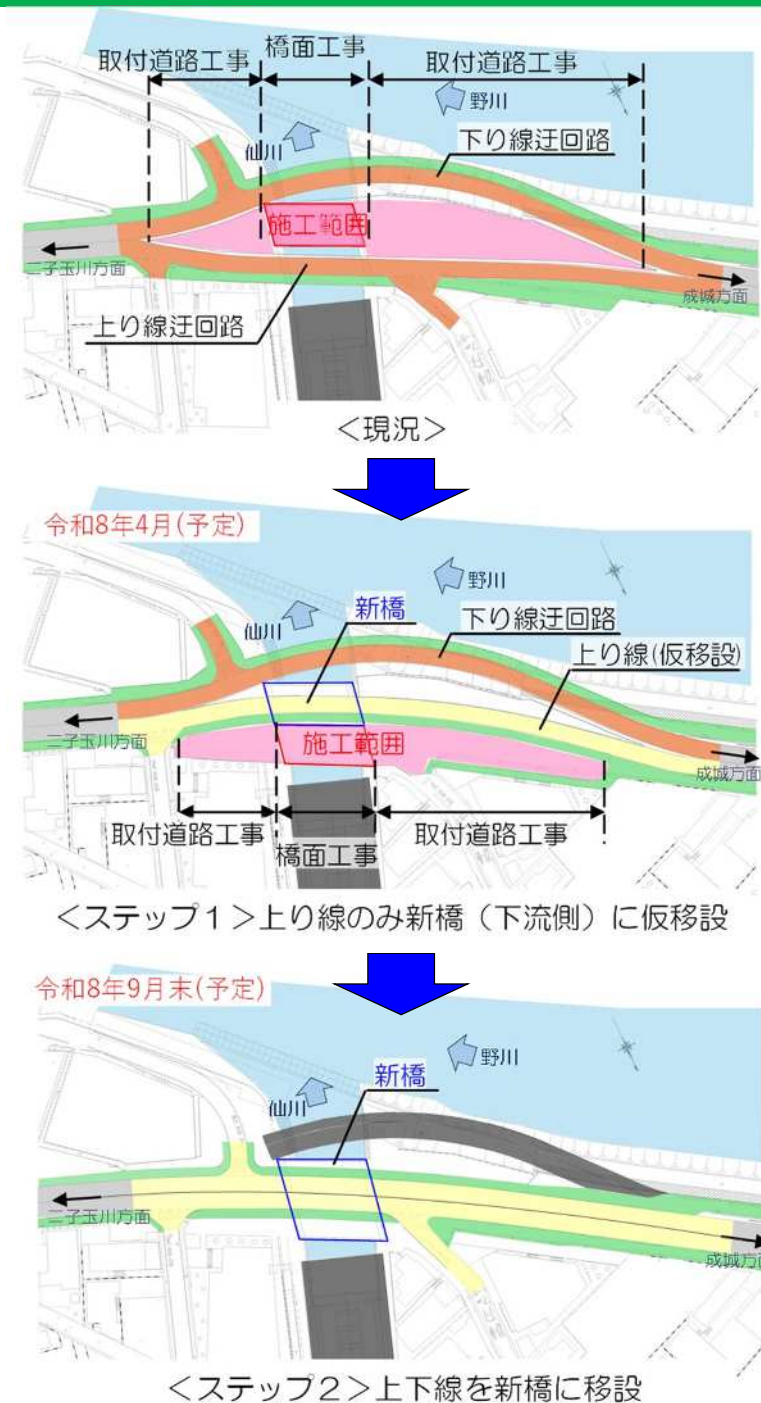 取付道路工事
橋面工事
取付道路工事
野川
仙川
下り線迂回路
施工範囲
二子玉川方面
成城方面
上り線迂回路
<現況>
令和8年4月(予定)
野川
新橋
仙川
下り線迂回路
上り線(仮移設)
二子玉川方面
施工範囲
成城方面
取付道路工事
橋面工事
取付道路工事
<ステップ1>上り線のみ新橋（下流側）に仮移設
令和8年9月末(予定)
野川
新橋
仙川
二子玉川方面
成城方面
<ステップ2>上下線を新橋に移設